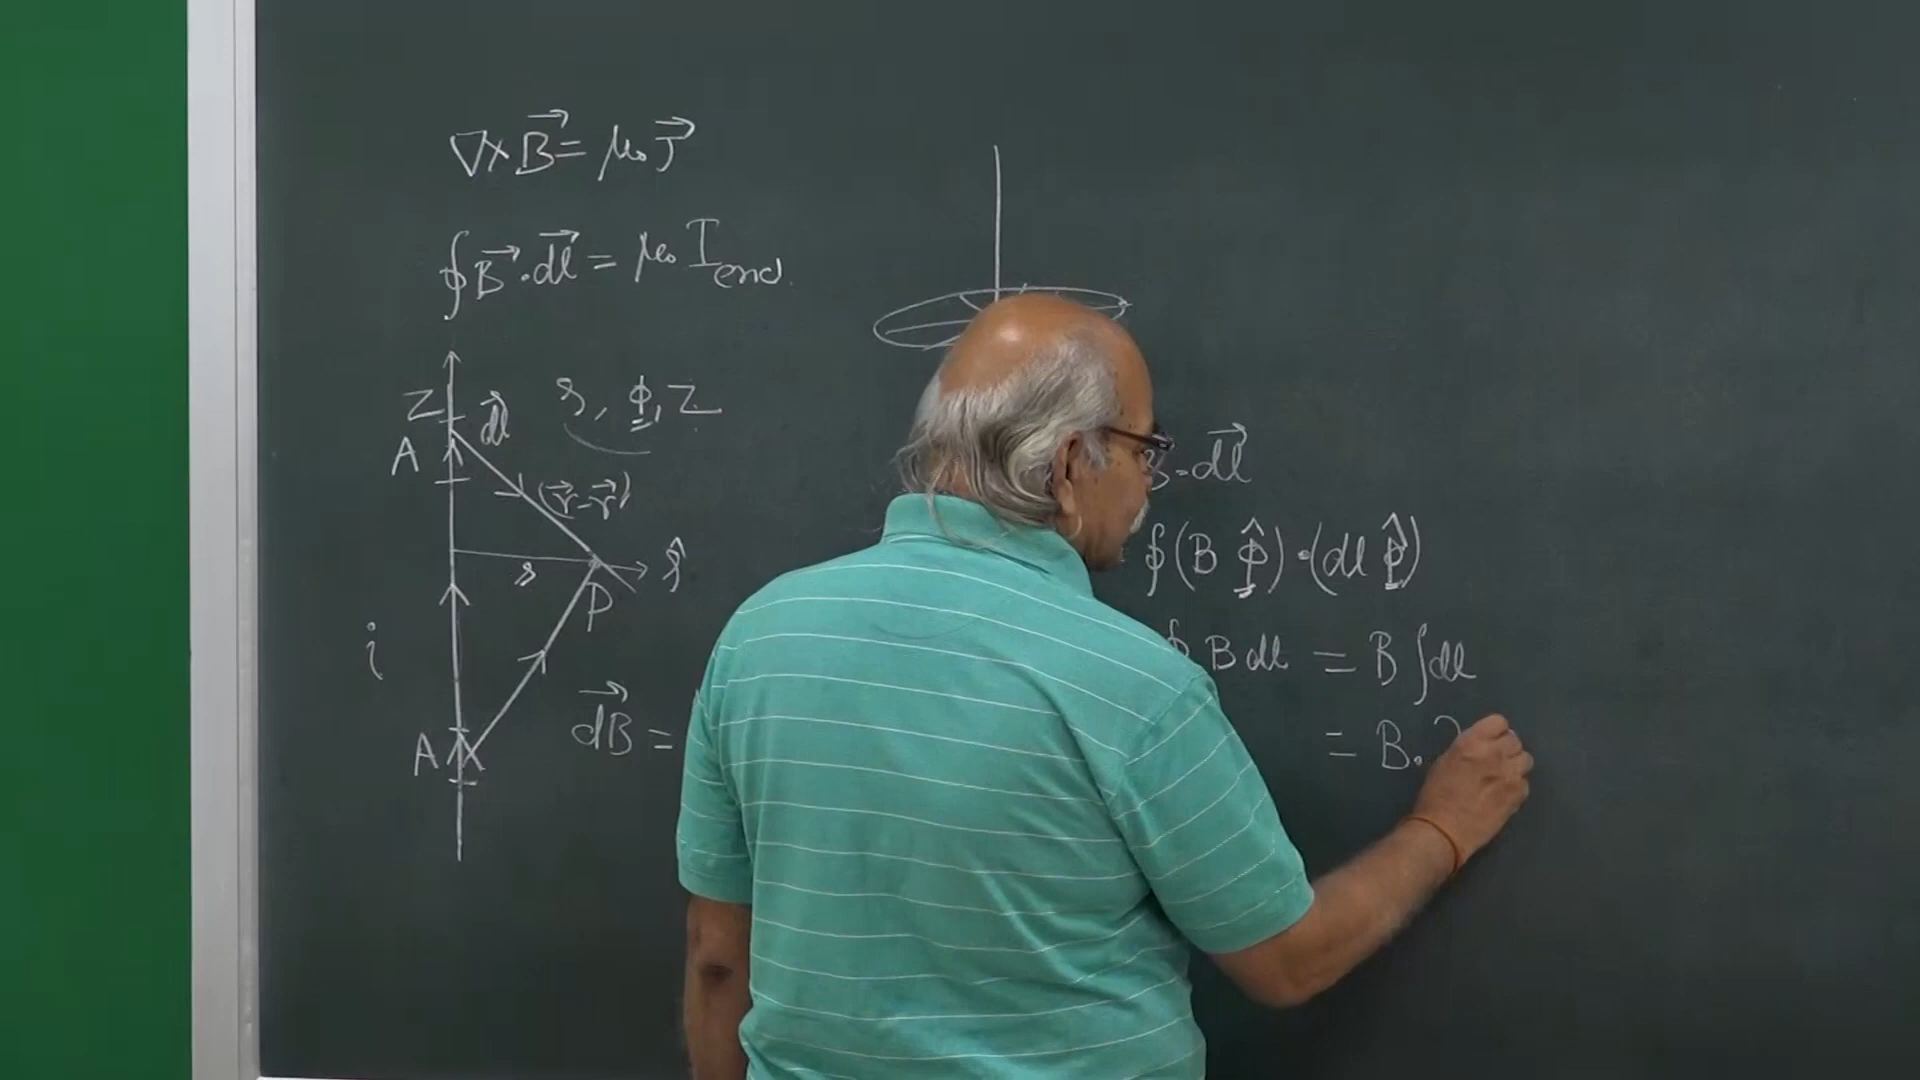 ∇×B⃗ = μ₀J⃗
∮B⃗·dl⃗ = μ₀ I_encl.
Z
dl⃗
s, ϕ, Z
A
(r⃗-r⃗')
s
ŝ
P
i
A
dB⃗ =
·dl⃗
∮(B ϕ̂)·(dl ϕ̂)
∮ B dl = B ∫dl
= B. 2